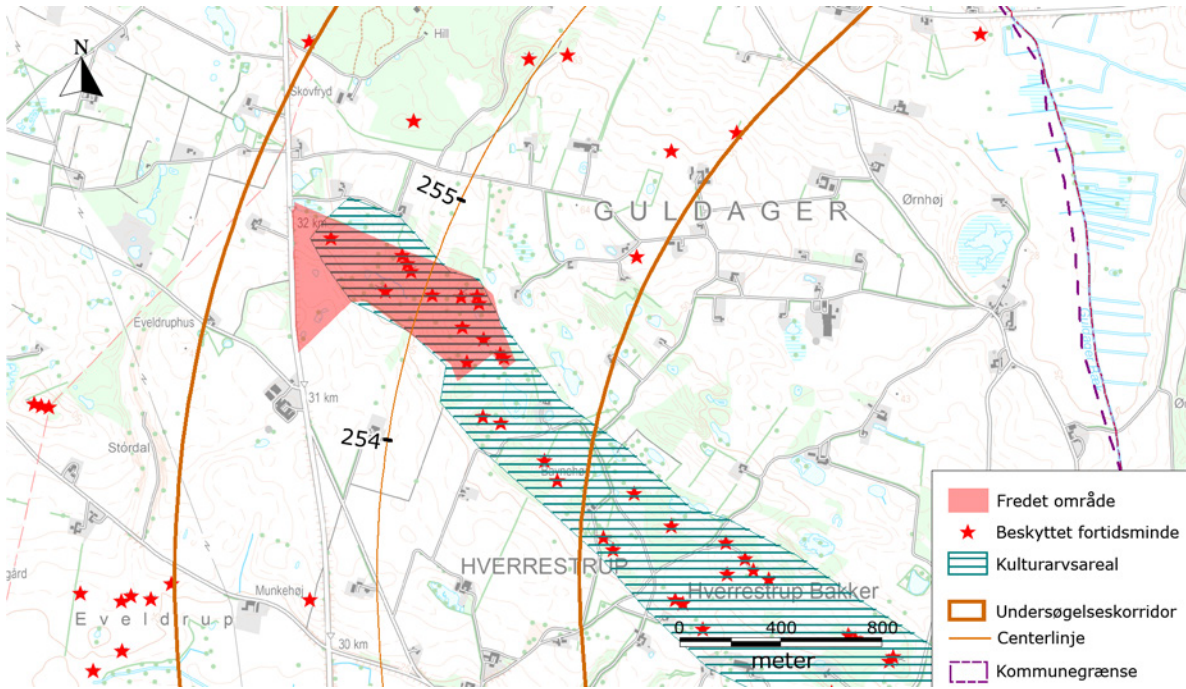 Hill
N
Skovfryd
255
GULDAGER
Ørnhøj
32 km
Eveldruphus
31 km
254
Stórdal
HVERRESTRUP
Hverrestrup Bakker
Munkehøj
Eveldrup
30 km
0 400 800
meter
Fredet område
Beskyttet fortidsminde
Kulturarvsareal
Undersøgelseskorridor
Centerlinje
Kommunegrænse